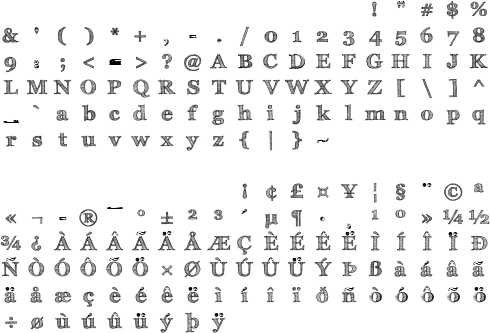 ! " # $ %
& ' ( ) * + , - . / 0 1 2 3 4 5 6 7 8
9 : ; < = > ? @ A B C D E F G H I J K
L M N O P Q R S T U V W X Y Z [ \ ] ^
_ ` a b c d e f g h i j k l m n o p q
r s t u v w x y z { | } ~
¡ ¢ £ ¤ ¥ ¦ § ¨ © ª
« ¬ - ® ¯ ° ± ² ³ ´ µ ¶ · ¸ ¹ º » ¼ ½
¾ ¿ À Á Â Ã Ä Å Æ Ç È É Ê Ë Ì Í Î Ï Ð
Ñ Ò Ó Ô Õ Ö × Ø Ù Ú Û Ü Ý Þ ß à á â ã
ä å æ ç è é ê ë ì í î ï ð ñ ò ó ô õ ö
÷ ø ù ú û ü ý þ ÿ